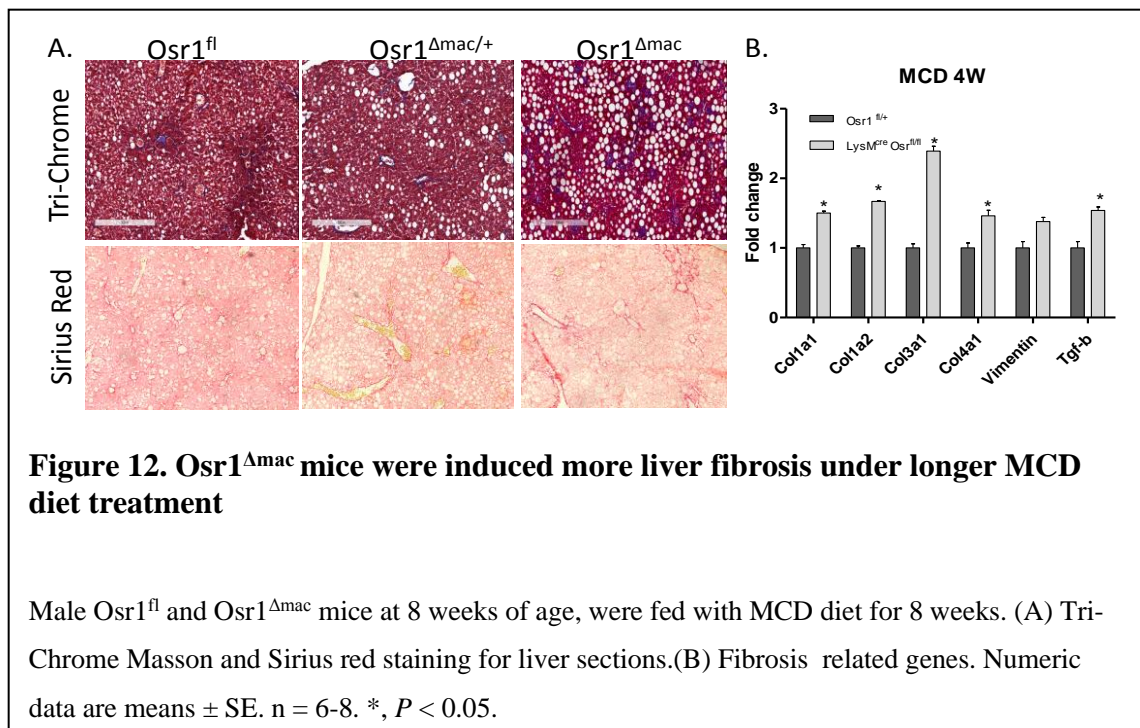 A.
Osr1fl
Osr1Δmac/+
Osr1Δmac
Tri-Chrome
Sirius Red
B.
MCD 4W
Osr1 fl/+
LysMcre Osrfl/fl
Fold change
3
2
1
0
*
*
*
*
*
Col1a1
Col1a2
Col3a1
Col4a1
Vimentin
Tgf-b
Figure 12. Osr1Δmac mice were induced more liver fibrosis under longer MCD
diet treatment
Male Osr1fl and Osr1Δmac mice at 8 weeks of age, were fed with MCD diet for 8 weeks. (A) Tri-
Chrome Masson and Sirius red staining for liver sections.(B) Fibrosis related genes. Numeric
data are means ± SE. n = 6-8. *, P < 0.05.